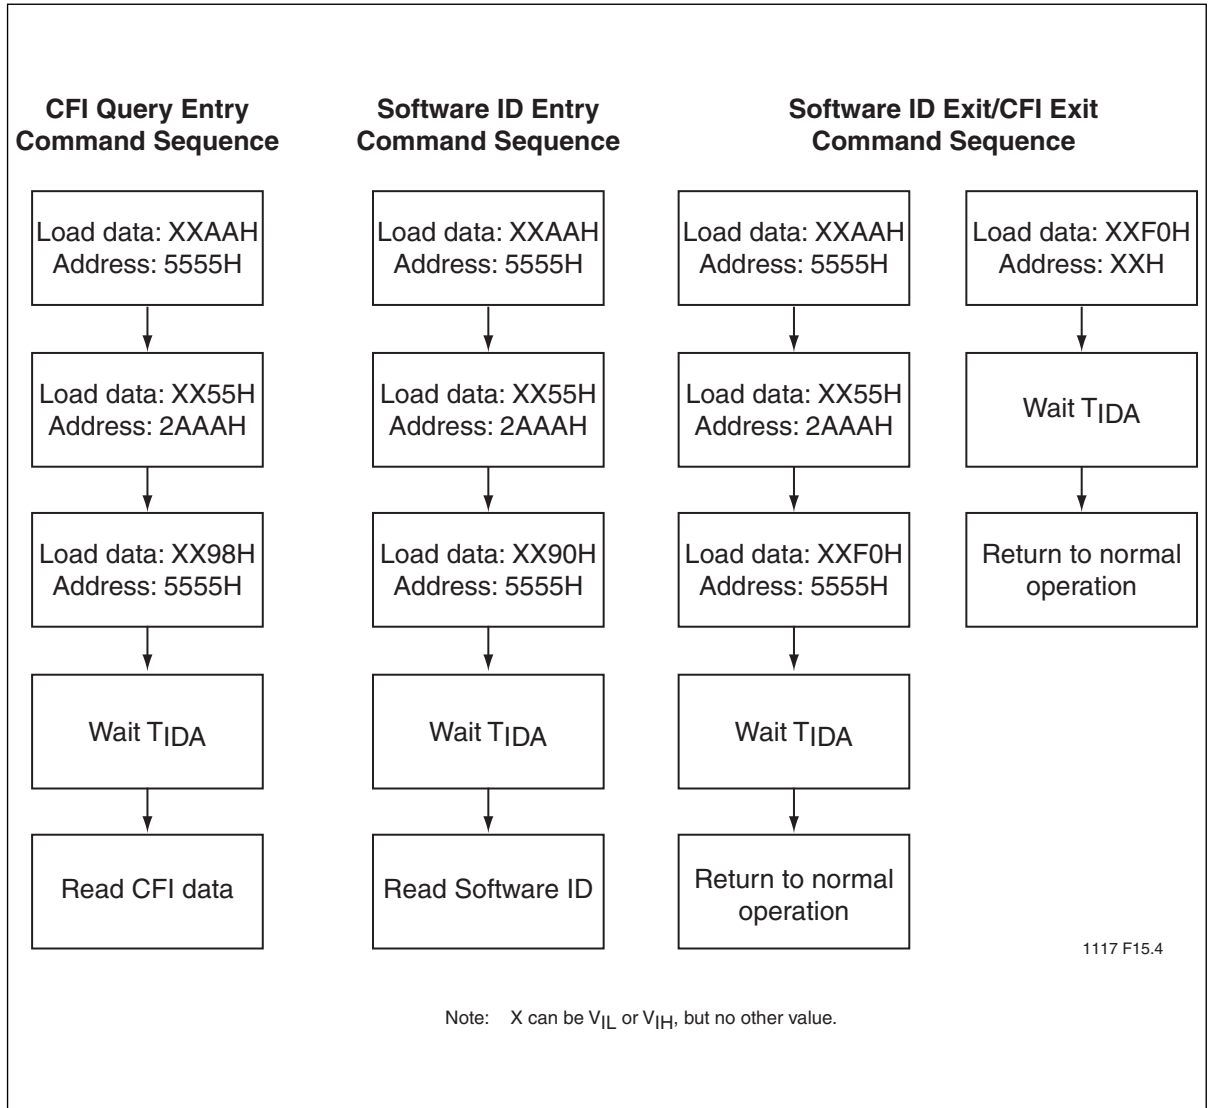 CFI Query Entry
Command Sequence
Load data: XXAAH
Address: 5555H
Load data: XX55H
Address: 2AAAH
Load data: XX98H
Address: 5555H
Wait TIDA
Read CFI data
Software ID Entry
Command Sequence
Load data: XXAAH
Address: 5555H
Load data: XX55H
Address: 2AAAH
Load data: XX90H
Address: 5555H
Wait TIDA
Read Software ID
Software ID Exit/CFI Exit
Command Sequence
Load data: XXAAH
Address: 5555H
Load data: XX55H
Address: 2AAAH
Load data: XXF0H
Address: 5555H
Wait TIDA
Return to normal
operation
Load data: XXF0H
Address: XXH
Wait TIDA
Return to normal
operation
1117 F15.4
Note: X can be VIL or VIH, but no other value.